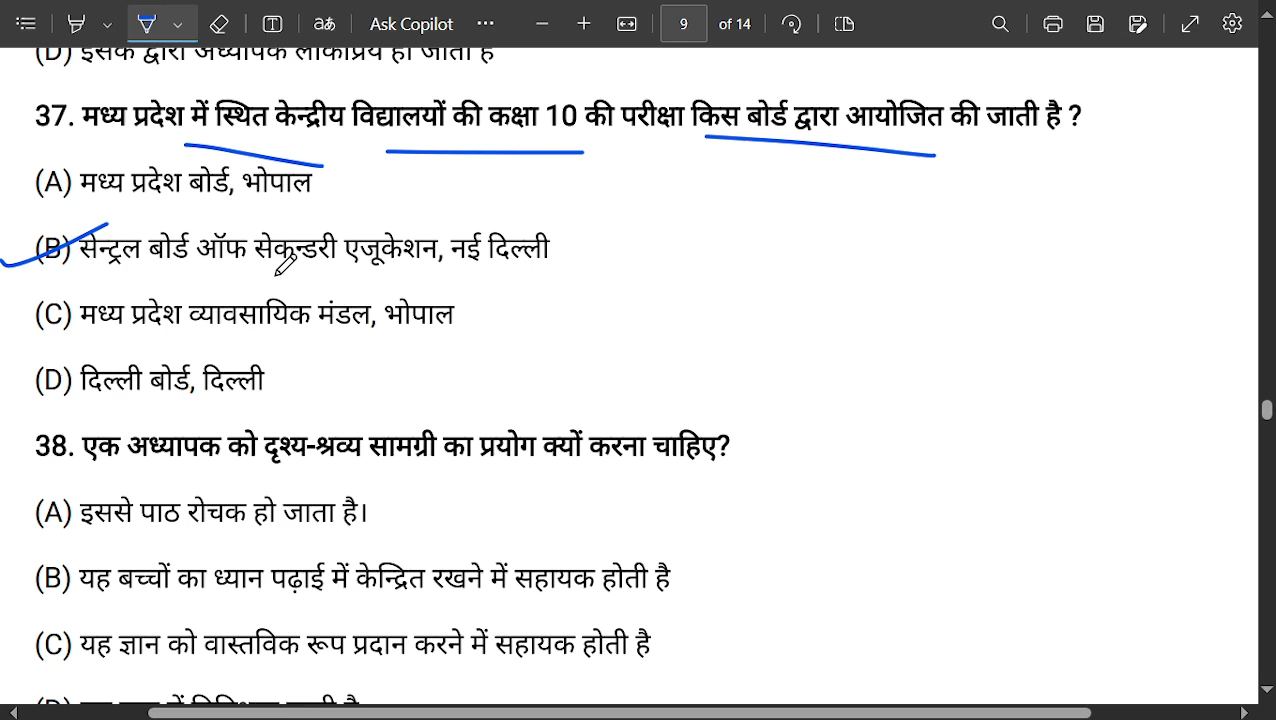 Ask Copilot
9 of 14
37. मध्य प्रदेश में स्थित केन्द्रीय विद्यालयों की कक्षा 10 की परीक्षा किस बोर्ड द्वारा आयोजित की जाती है ?
(A) मध्य प्रदेश बोर्ड, भोपाल
(B) सेन्ट्रल बोर्ड ऑफ सेकन्डरी एजूकेशन, नई दिल्ली
(C) मध्य प्रदेश व्यावसायिक मंडल, भोपाल
(D) दिल्ली बोर्ड, दिल्ली
38. एक अध्यापक को दृश्य-श्रव्य सामग्री का प्रयोग क्यों करना चाहिए?
(A) इससे पाठ रोचक हो जाता है।
(B) यह बच्चों का ध्यान पढ़ाई में केन्द्रित रखने में सहायक होती है
(C) यह ज्ञान को वास्तविक रूप प्रदान करने में सहायक होती है